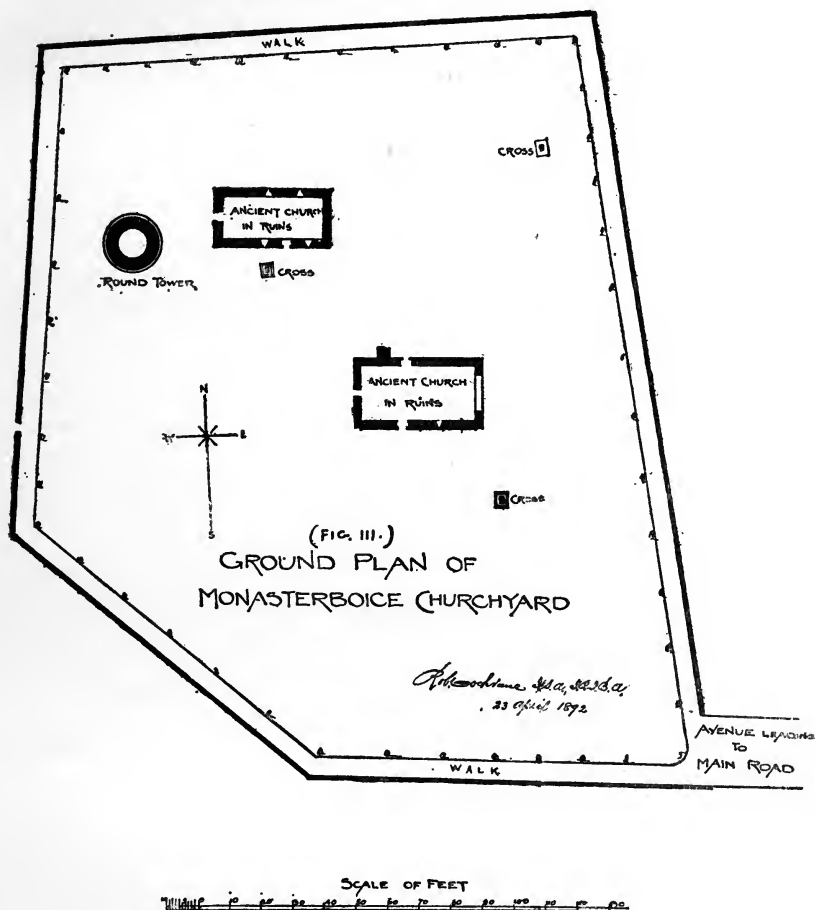 WALK
CROSS
ANCIENT CHURCH
IN RUINS
ROUND TOWER
CROSS
ANCIENT CHURCH
IN RUINS
N
E
S
CROSS
(FIG. III.)
GROUND PLAN OF
MONASTERBOICE CHURCHYARD
23 April 1892
AVENUE LEADING
TO
MAIN ROAD
WALK
SCALE OF FEET
10 20 30 40 50 60 70 80 90 100